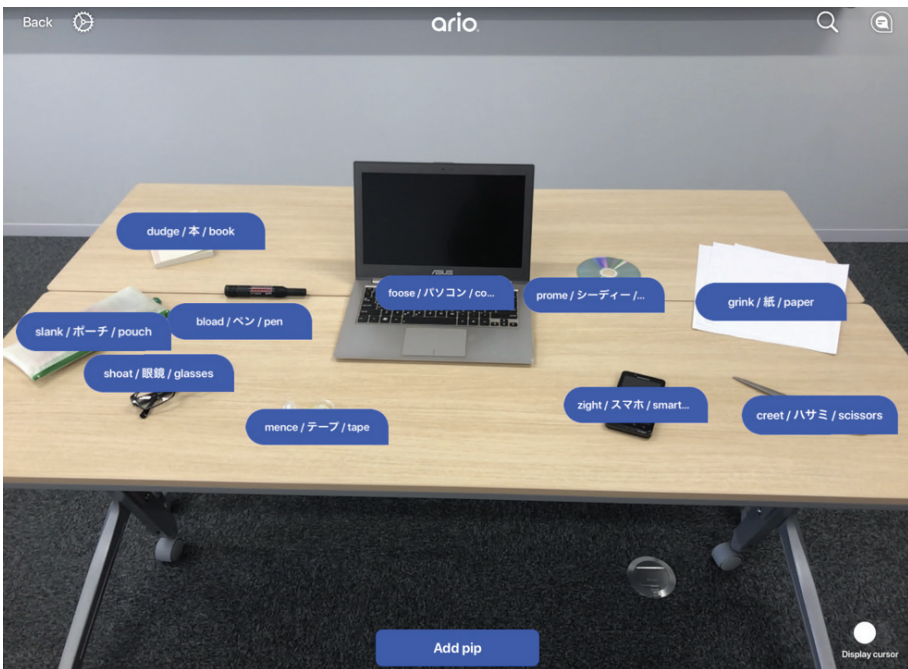 Back
ario.
dudge / 本 / book
foose / パソコン / co...
prome / シーディー /...
grink / 紙 / paper
bload / ペン / pen
slank / ポーチ / pouch
shoat / 眼鏡 / glasses
zight / スマホ / smart...
creet / ハサミ / scissors
mence / テープ / tape
ASUS
Add pip
Display cursor